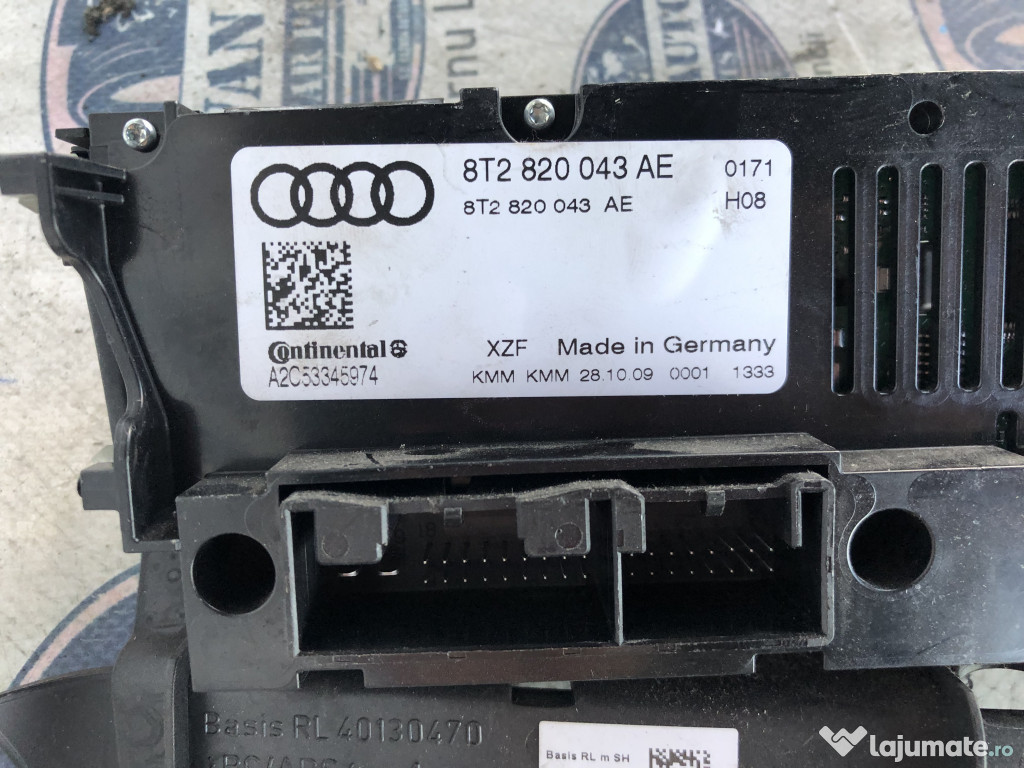 8T2 820 043 AE 0171
8T2 820 043 AE H08
Continental
A2C53345974
XZF Made in Germany
KMM KMM 28.10.09 0001 1333
Basis RL 40130470
Basis RL m SH
lajumate.ro